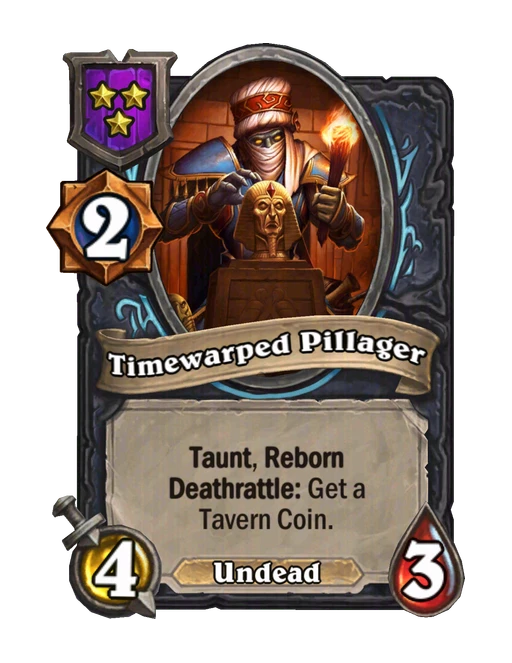 2
Timewarped Pillager
Taunt, Reborn
Deathrattle: Get a
Tavern Coin.
4
Undead
3